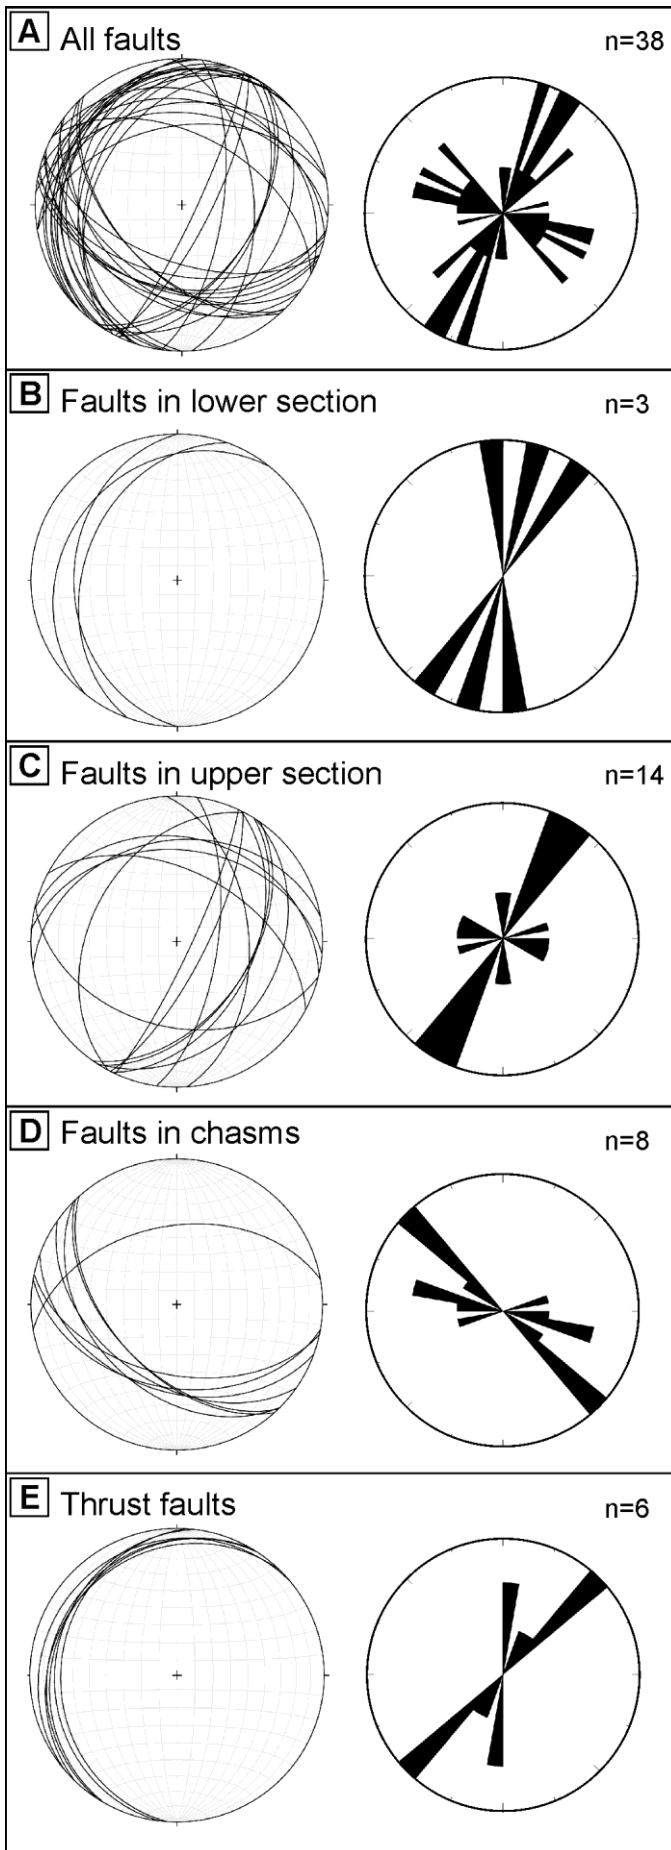 A All faults n=38
B Faults in lower section n=3
C Faults in upper section n=14
D Faults in chasms n=8
E Thrust faults n=6